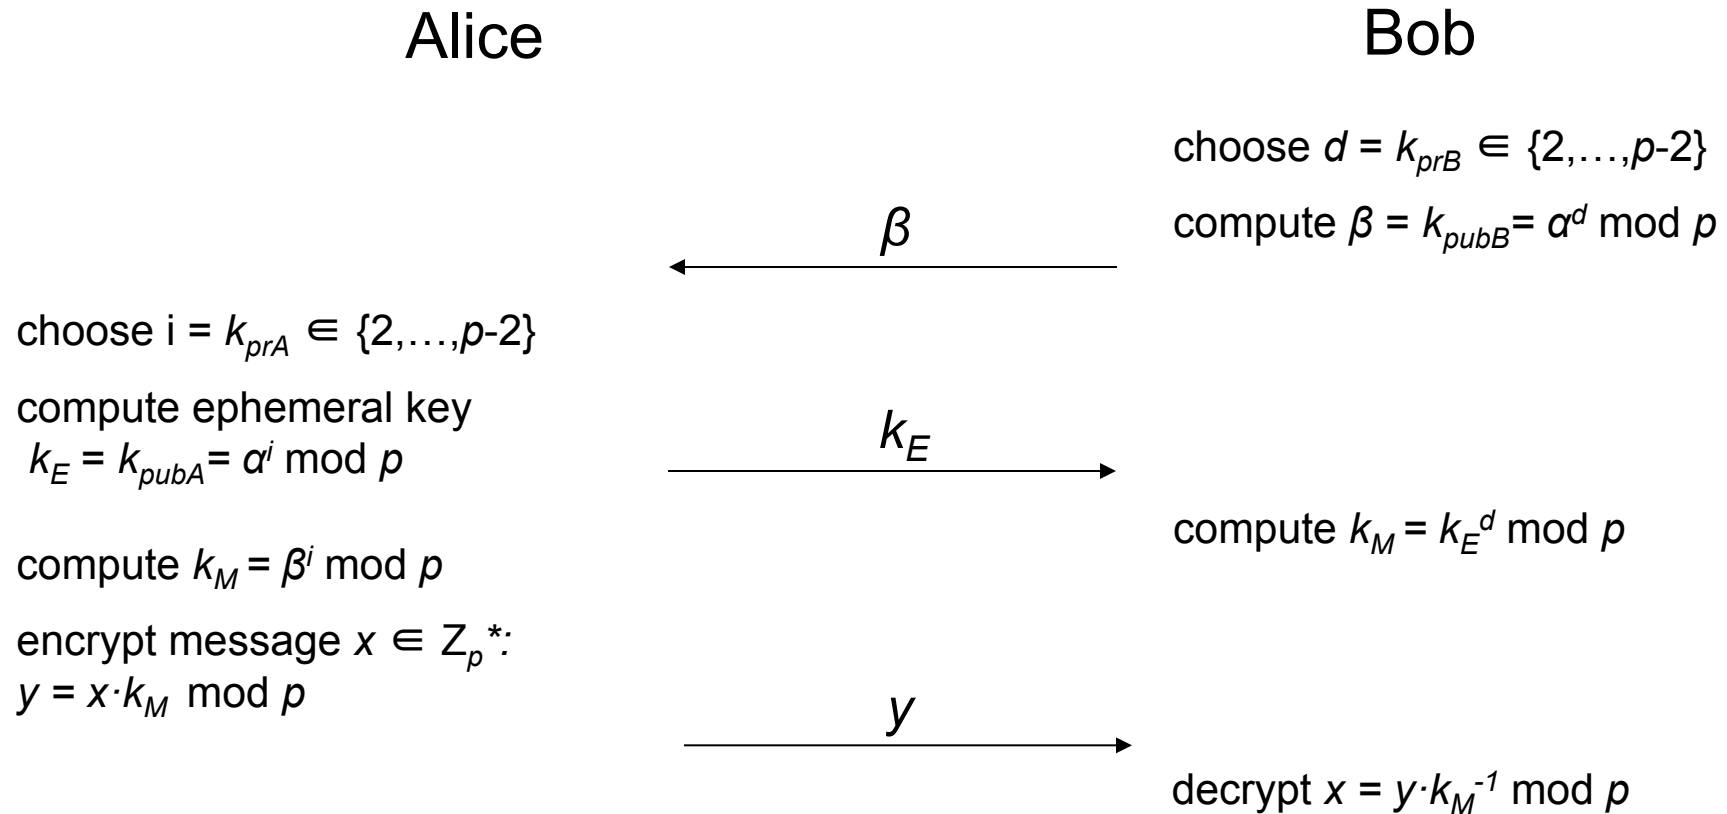 Alice
Bob
choose d = k_prB ∈ {2,…,p-2}
compute β = k_pubB= α^d mod p
β
choose i = k_prA ∈ {2,…,p-2}
compute ephemeral key
k_E = k_pubA= α^i mod p
k_E
compute k_M = k_E^d mod p
compute k_M = β^i mod p
encrypt message x ∈ Z_p*:
y = x·k_M mod p
y
decrypt x = y·k_M^-1 mod p